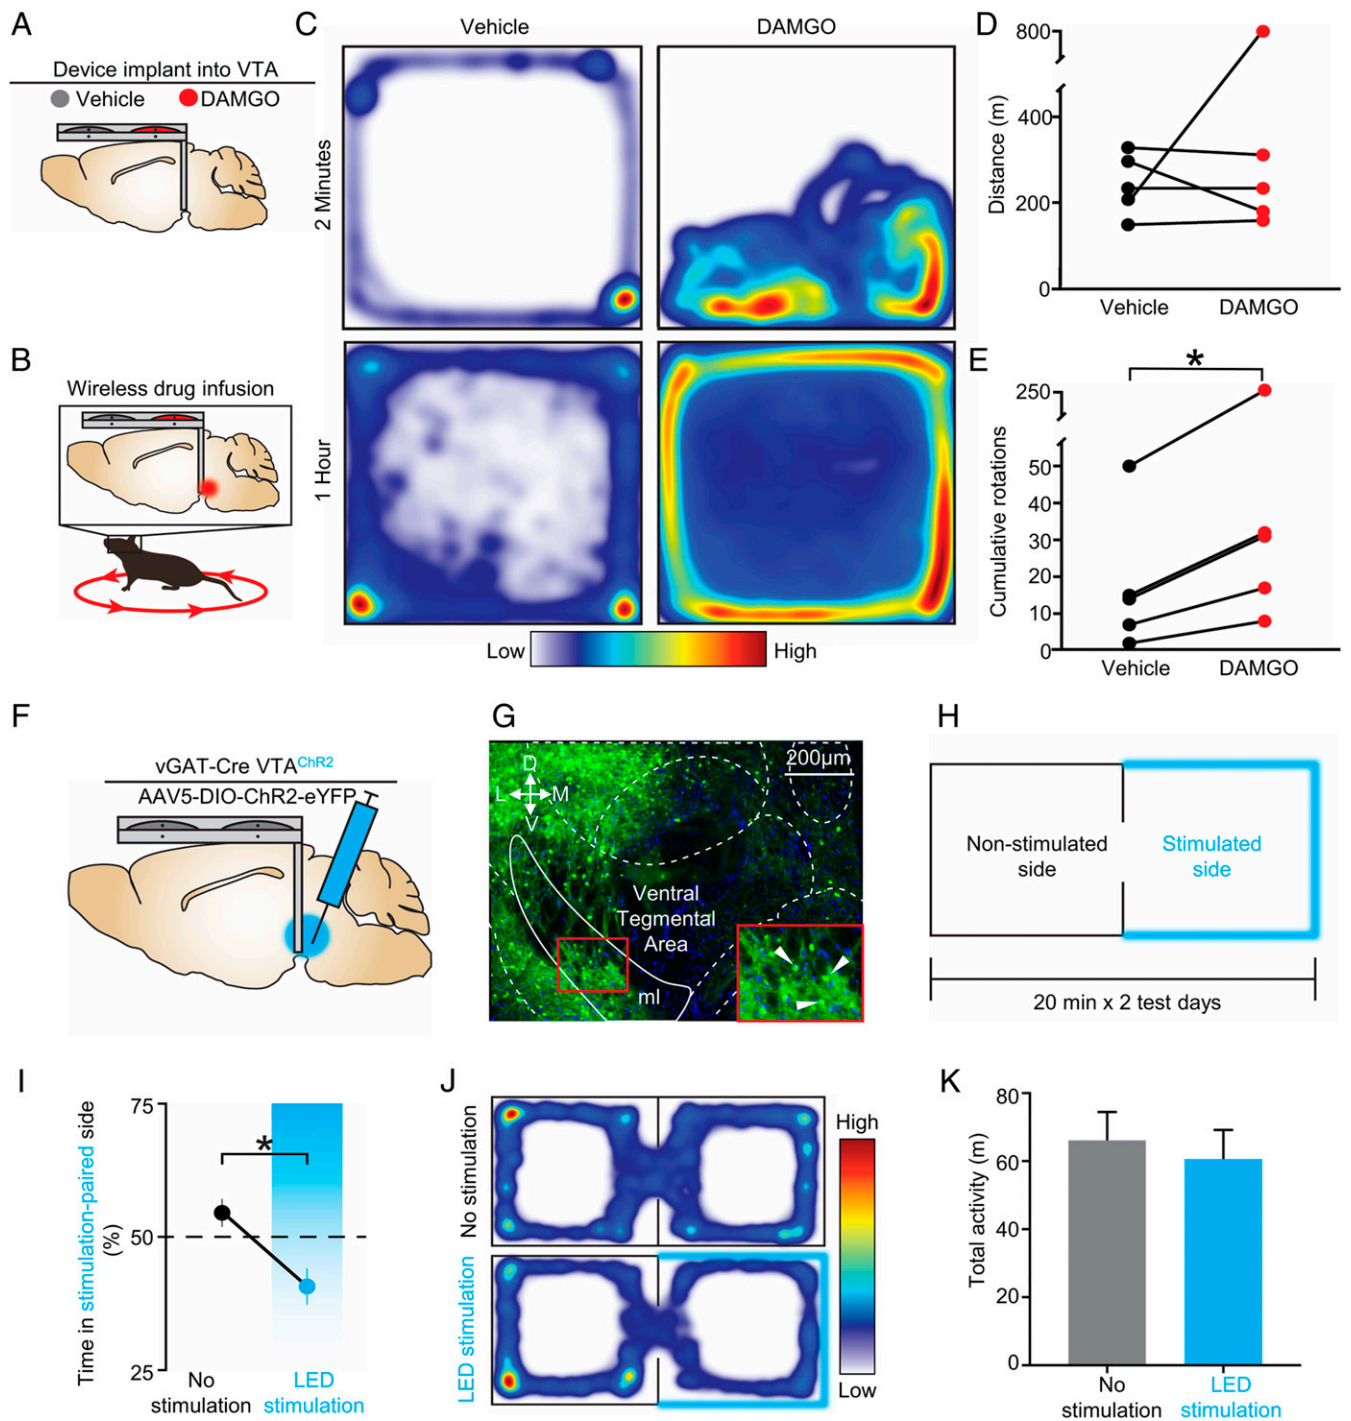 A
Device implant into VTA
Vehicle
DAMGO
B
Wireless drug infusion
C
Vehicle
DAMGO
2 Minutes
1 Hour
Low
High
D
Distance (m)
800
400
200
0
Vehicle
DAMGO
E
*
Cumulative rotations
250
50
40
30
20
10
0
Vehicle
DAMGO
F
vGAT-Cre VTAChR2
AAV5-DIO-ChR2-eYFP
G
D
L
M
V
200µm
Ventral
Tegmental
Area
ml
H
Non-stimulated
side
Stimulated
side
20 min x 2 test days
I
Time in stimulation-paired side
(%)
75
50
25
*
No
stimulation
LED
stimulation
J
No stimulation
LED stimulation
High
Low
K
Total activity (m)
80
60
40
20
0
No
stimulation
LED
stimulation